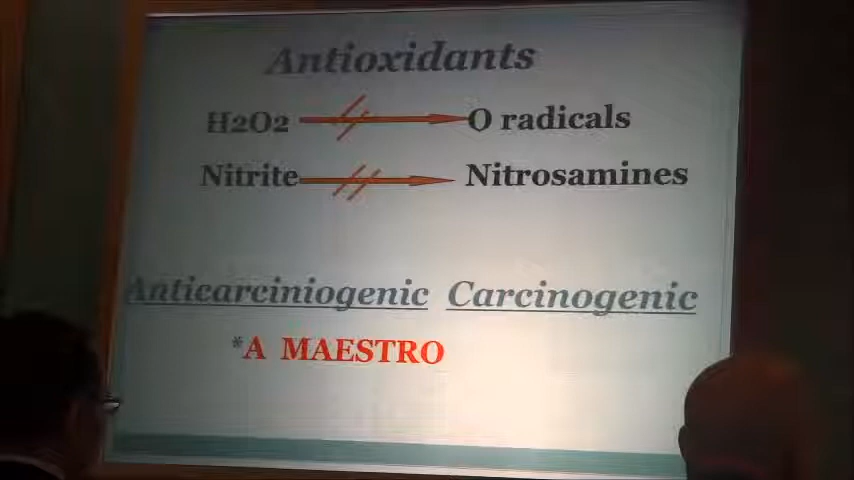 Antioxidants
H2O2 O radicals
Nitrite Nitrosamines
Anticarciniogenic Carcinogenic
*A MAESTRO